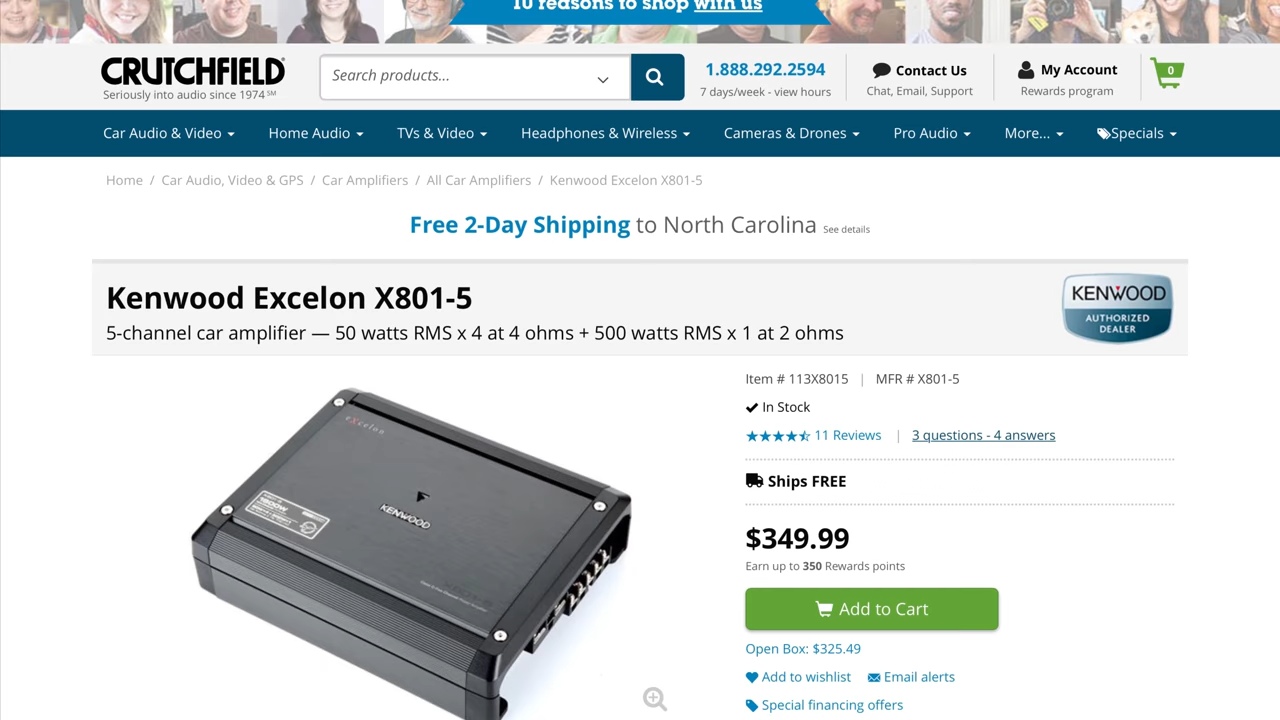 10 reasons to shop with us
CRUTCHFIELD
Seriously into audio since 1974 SM
Search products...
1.888.292.2594
7 days/week - view hours
Contact Us
Chat, Email, Support
My Account
Rewards program
0
Car Audio & Video
Home Audio
TVs & Video
Headphones & Wireless
Cameras & Drones
Pro Audio
More...
Specials
Home / Car Audio, Video & GPS / Car Amplifiers / All Car Amplifiers / Kenwood Excelon X801-5
Free 2-Day Shipping to North Carolina See details
Kenwood Excelon X801-5
5-channel car amplifier — 50 watts RMS x 4 at 4 ohms + 500 watts RMS x 1 at 2 ohms
KENWOOD
AUTHORIZED
DEALER
eXcelon
1600W
KENWOOD
Item # 113X8015 | MFR # X801-5
In Stock
11 Reviews | 3 questions - 4 answers
Ships FREE
$349.99
Earn up to 350 Rewards points
Add to Cart
Open Box: $325.49
Add to wishlist
Email alerts
Special financing offers